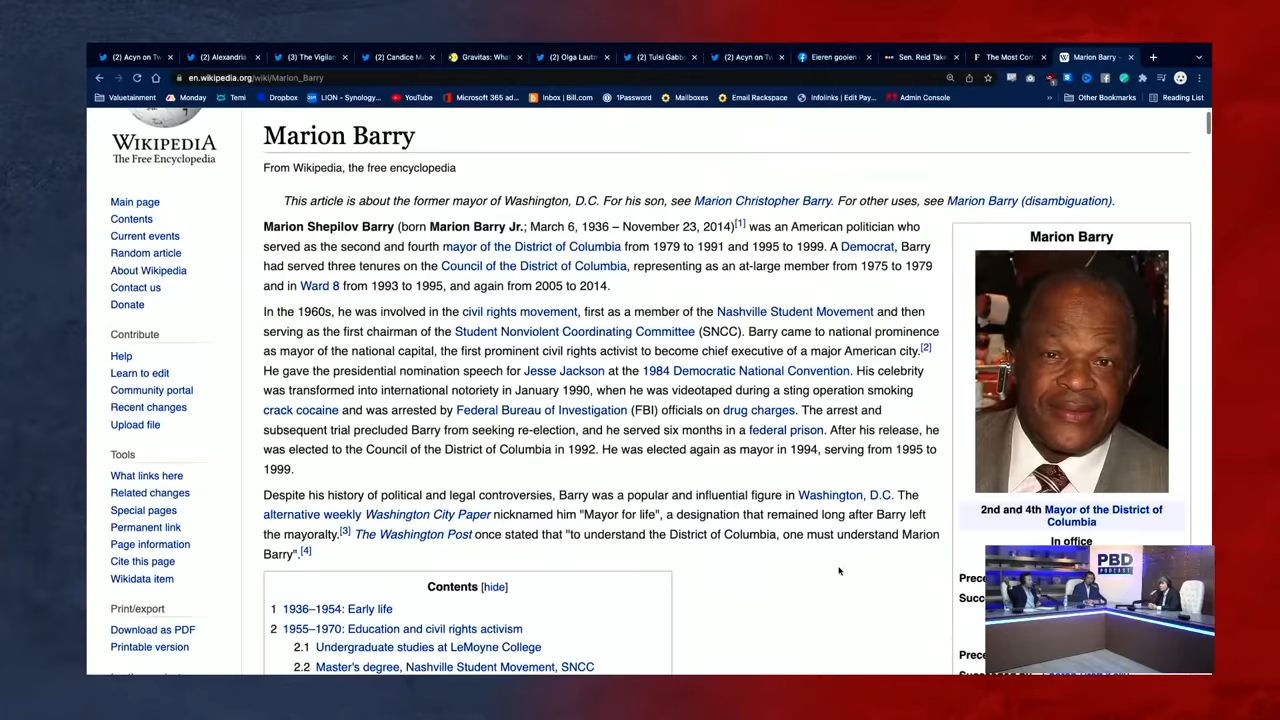 (2) Acyn on Tw
(2) Alexandria
(3) The Vigilan
(2) Candice M
Gravitas: Wha
(2) Olga Lautm
(2) Tulsi Gabba
(2) Acyn on Tw
Eieren gooien
Sen. Reid Take
The Most Corr
Marion Barry -
en.wikipedia.org/wiki/Marion_Barry
Valuetainment
Monday
Temi
Dropbox
LION - Synology...
YouTube
Microsoft 365 ad...
Inbox | Bill.com
1Password
Mailboxes
Email Rackspace
Infolinks | Edit Pay...
Admin Console
»
Other Bookmarks
Reading List
WIKIPEDIA
The Free Encyclopedia
Main page
Contents
Current events
Random article
About Wikipedia
Contact us
Donate
Contribute
Help
Learn to edit
Community portal
Recent changes
Upload file
Tools
What links here
Related changes
Special pages
Permanent link
Page information
Cite this page
Wikidata item
Print/export
Download as PDF
Printable version
Marion Barry
From Wikipedia, the free encyclopedia
This article is about the former mayor of Washington, D.C. For his son, see Marion Christopher Barry. For other uses, see Marion Barry (disambiguation).
Marion Shepilov Barry (born Marion Barry Jr.; March 6, 1936 – November 23, 2014)[1] was an American politician who
served as the second and fourth mayor of the District of Columbia from 1979 to 1991 and 1995 to 1999. A Democrat, Barry
had served three tenures on the Council of the District of Columbia, representing as an at-large member from 1975 to 1979
and in Ward 8 from 1993 to 1995, and again from 2005 to 2014.
In the 1960s, he was involved in the civil rights movement, first as a member of the Nashville Student Movement and then
serving as the first chairman of the Student Nonviolent Coordinating Committee (SNCC). Barry came to national prominence
as mayor of the national capital, the first prominent civil rights activist to become chief executive of a major American city.[2]
He gave the presidential nomination speech for Jesse Jackson at the 1984 Democratic National Convention. His celebrity
was transformed into international notoriety in January 1990, when he was videotaped during a sting operation smoking
crack cocaine and was arrested by Federal Bureau of Investigation (FBI) officials on drug charges. The arrest and
subsequent trial precluded Barry from seeking re-election, and he served six months in a federal prison. After his release, he
was elected to the Council of the District of Columbia in 1992. He was elected again as mayor in 1994, serving from 1995 to
1999.
Despite his history of political and legal controversies, Barry was a popular and influential figure in Washington, D.C. The
alternative weekly Washington City Paper nicknamed him "Mayor for life", a designation that remained long after Barry left
the mayoralty.[3] The Washington Post once stated that "to understand the District of Columbia, one must understand Marion
Barry".[4]
Contents [hide]
1 1936–1954: Early life
2 1955–1970: Education and civil rights activism
2.1 Undergraduate studies at LeMoyne College
2.2 Master's degree, Nashville Student Movement, SNCC
Marion Barry
2nd and 4th Mayor of the District of
Columbia
In office
Prece
Succ
Prece
PBD
PODCAST